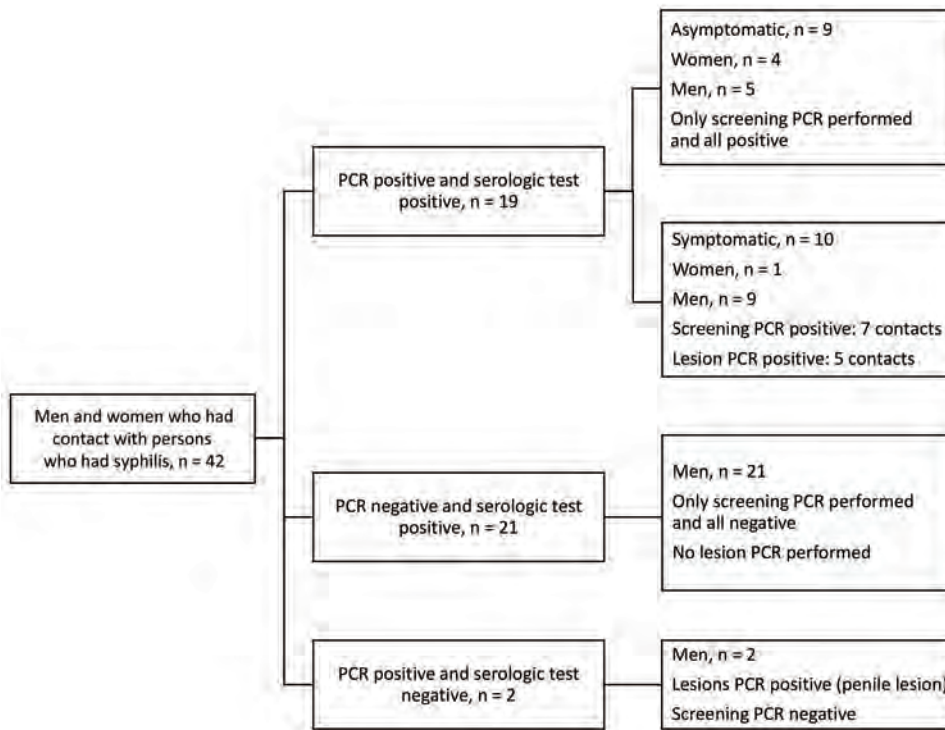 Men and women who had
contact with persons
who had syphilis, n = 42
PCR positive and serologic test
positive, n = 19
Asymptomatic, n = 9
Women, n = 4
Men, n = 5
Only screening PCR performed
and all positive
Symptomatic, n = 10
Women, n = 1
Men, n = 9
Screening PCR positive: 7 contacts
Lesion PCR positive: 5 contacts
PCR negative and serologic test
positive, n = 21
Men, n = 21
Only screening PCR performed
and all negative
No lesion PCR performed
PCR positive and serologic test
negative, n = 2
Men, n = 2
Lesions PCR positive (penile lesion)
Screening PCR negative